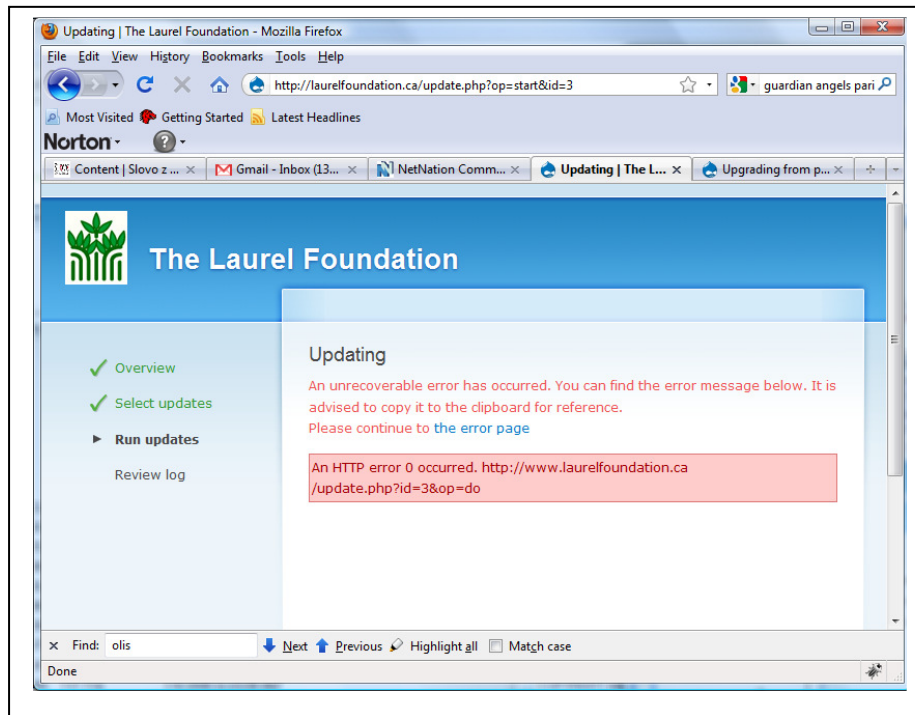 Updating | The Laurel Foundation - Mozilla Firefox
File Edit View History Bookmarks Tools Help
http://laurelfoundation.ca/update.php?op=start&id=3
guardian angels pari
Most Visited Getting Started Latest Headlines
Norton
Content | Slovo z ... Gmail - Inbox (13... NetNation Comm... Updating | The L... Upgrading from p...
The Laurel Foundation
Overview
Select updates
Run updates
Review log
Updating
An unrecoverable error has occurred. You can find the error message below. It is
advised to copy it to the clipboard for reference.
Please continue to the error page
An HTTP error 0 occurred. http://www.laurelfoundation.ca
/update.php?id=3&op=do
Find: olis Next Previous Highlight all Match case
Done